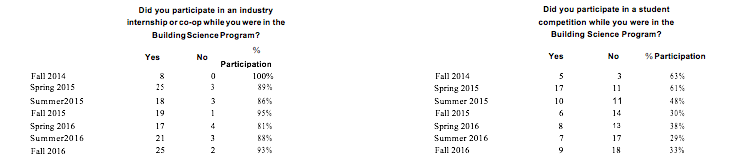 Did you participate in an industry
internship or co-op while you were in the
Building Science Program?
Yes No %
Participation
Fall 2014 8 0 100%
Spring 2015 25 3 89%
Summer2015 18 3 86%
Fall 2015 19 1 95%
Spring 2016 17 4 81%
Summer2016 21 3 88%
Fall 2016 25 2 93%
Did you participate in a student
competition while you were in the
Building Science Program?
Yes No % Participation
Fall 2014 5 3 63%
Spring 2015 17 11 61%
Summer 2015 10 11 48%
Fall 2015 6 14 30%
Spring 2016 8 13 38%
Summer 2016 7 17 29%
Fall 2016 9 18 33%